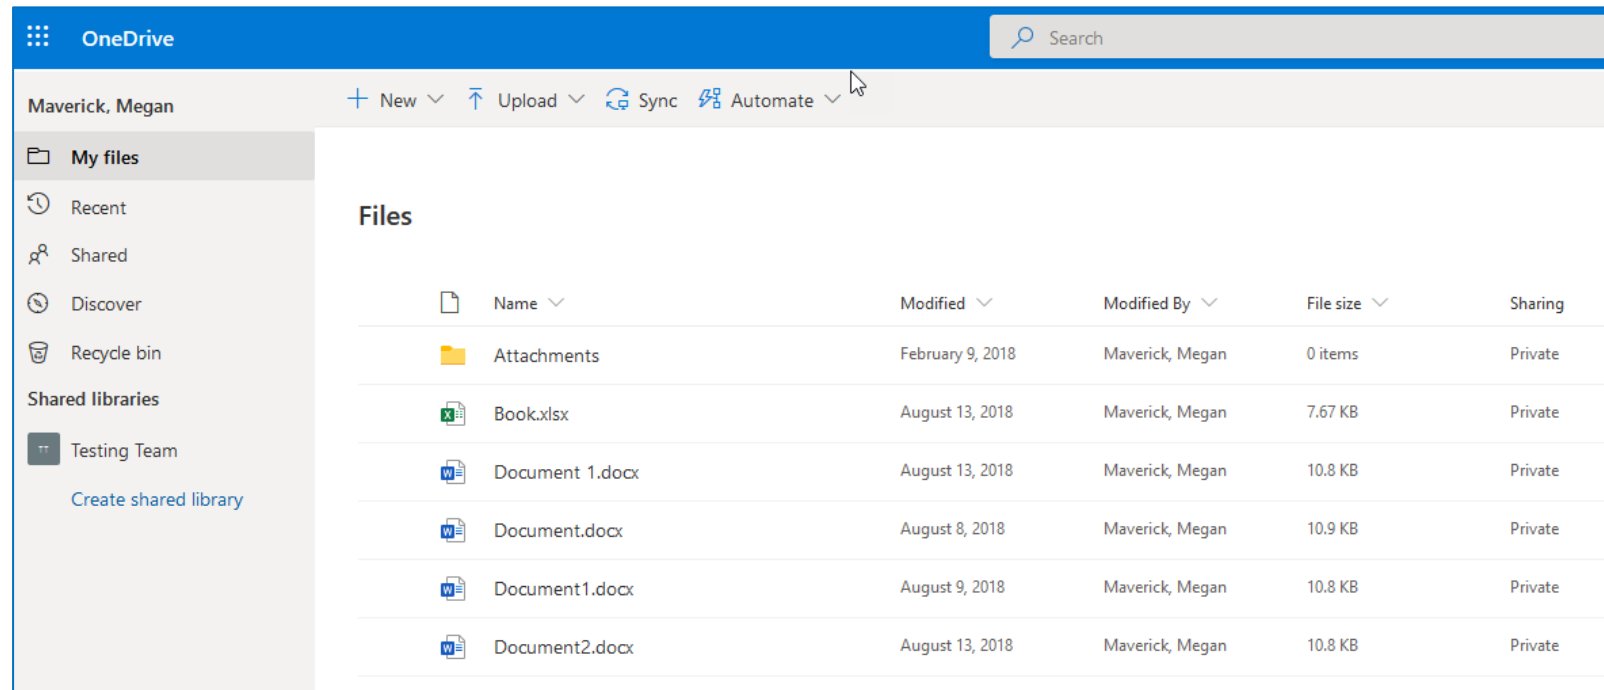 OneDrive
Search
Maverick, Megan
New Upload Sync Automate
My files
Recent
Shared
Discover
Recycle bin
Shared libraries
TT Testing Team
Create shared library
Files
Name Modified Modified By File size Sharing
Attachments February 9, 2018 Maverick, Megan 0 items Private
Book.xlsx August 13, 2018 Maverick, Megan 7.67 KB Private
Document 1.docx August 13, 2018 Maverick, Megan 10.8 KB Private
Document.docx August 8, 2018 Maverick, Megan 10.9 KB Private
Document1.docx August 9, 2018 Maverick, Megan 10.8 KB Private
Document2.docx August 13, 2018 Maverick, Megan 10.8 KB Private